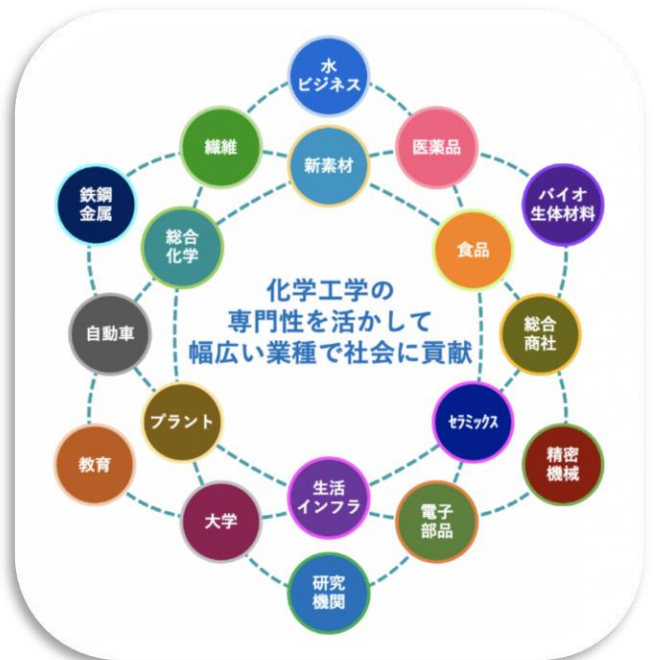 水
ビジネス
繊維
新素材
医薬品
鉄鋼
金属
バイオ
生体材料
総合
化学
食品
化学工学の
専門性を活かして
幅広い業種で社会に貢献
自動車
総合
商社
プラント
セラミックス
教育
精密
機械
生活
インフラ
大学
電子
部品
研究
機関